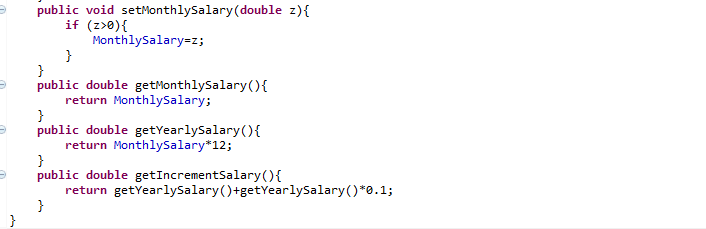 public void setMonthlySalary(double z){
if (z>0){
MonthlySalary=z;
}
}
public double getMonthlySalary(){
return MonthlySalary;
}
public double getYearlySalary(){
return MonthlySalary*12;
}
public double getIncrementSalary(){
return getYearlySalary()+getYearlySalary()*0.1;
}
}